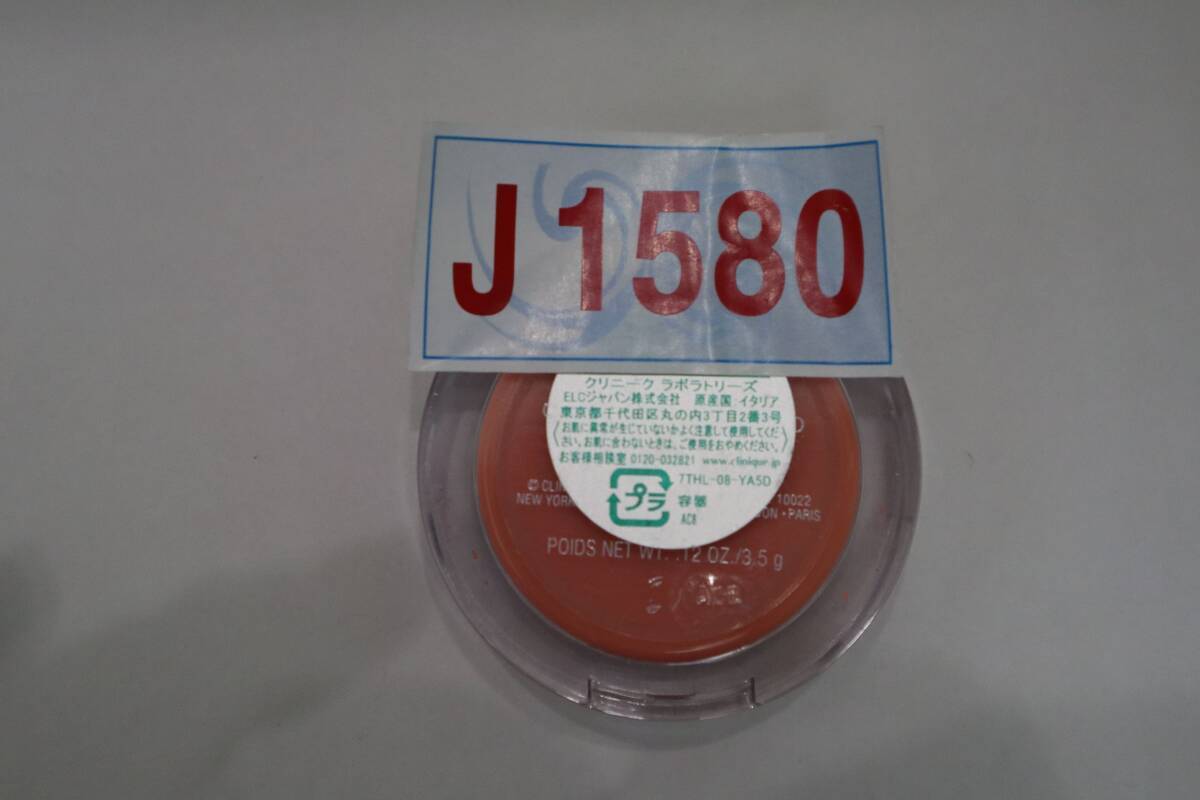 J1580
クリニーク ラボラトリーズ
ELCジャパン株式会社 原産国:イタリア
東京都千代田区丸の内3丁目2番3号
〈お肌に異常が生じていないかよく注意して使用してくだ
さい。お肌に合わないときは、ご使用をおやめください。〉
お客様相談室 0120-032821 www.clinique.jp
7THL-08-YA5D
プラ 容器
AC8
10022
NEW YORK
PARIS
POIDS NET WT. .12 OZ./3,5 g